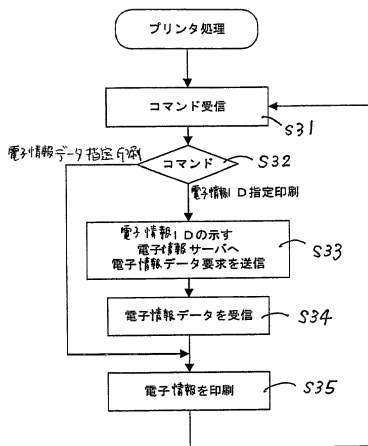 プリンタ処理
コマンド受信
S31
電子情報データ指定印刷
コマンド
S32
電子情報ID指定印刷
電子情報IDの示す
電子情報サーバへ
電子情報データ要求を送信
S33
電子情報データを受信
S34
電子情報を印刷
S35